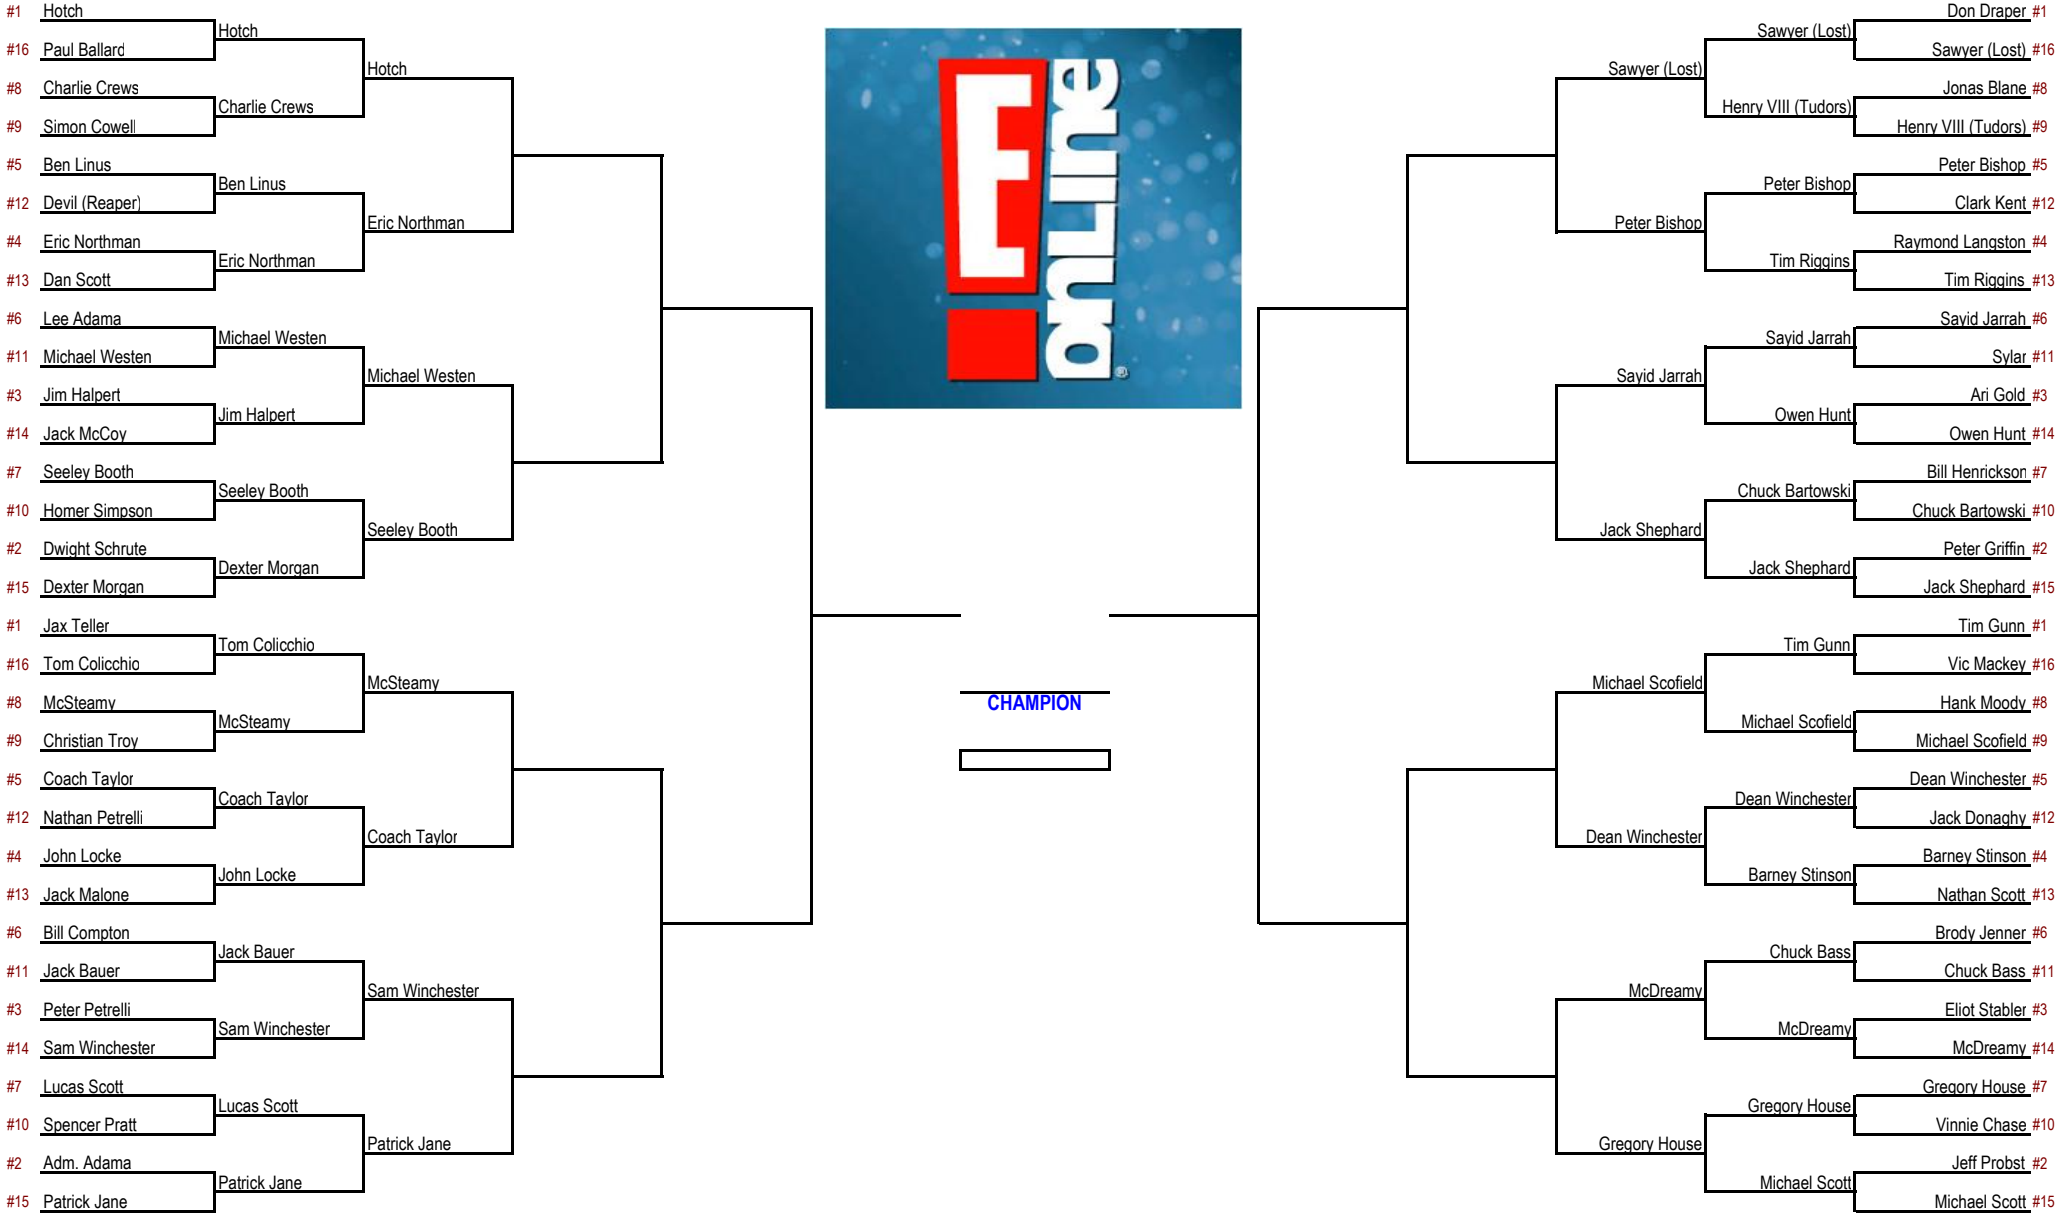 #1 Hotch
Hotch
#16 Paul Ballard
Hotch
#8 Charlie Crews
Charlie Crews
#9 Simon Cowell
#5 Ben Linus
Ben Linus
#12 Devil (Reaper)
Eric Northman
#4 Eric Northman
Eric Northman
#13 Dan Scott
#6 Lee Adama
Michael Westen
#11 Michael Westen
Michael Westen
#3 Jim Halpert
Jim Halpert
#14 Jack McCoy
#7 Seeley Booth
Seeley Booth
#10 Homer Simpson
Seeley Booth
#2 Dwight Schrute
Dexter Morgan
#15 Dexter Morgan
#1 Jax Teller
Tom Colicchio
#16 Tom Colicchio
McSteamy
#8 McSteamy
McSteamy
#9 Christian Troy
#5 Coach Taylor
Coach Taylor
#12 Nathan Petrelli
Coach Taylor
#4 John Locke
John Locke
#13 Jack Malone
#6 Bill Compton
Jack Bauer
#11 Jack Bauer
Sam Winchester
#3 Peter Petrelli
Sam Winchester
#14 Sam Winchester
#7 Lucas Scott
Lucas Scott
#10 Spencer Pratt
Patrick Jane
#2 Adm. Adama
Patrick Jane
#15 Patrick Jane
E!
onLINE®
CHAMPION
Don Draper #1
Sawyer (Lost)
Sawyer (Lost) #16
Sawyer (Lost)
Jonas Blane #8
Henry VIII (Tudors)
Henry VIII (Tudors) #9
Peter Bishop #5
Peter Bishop
Clark Kent #12
Peter Bishop
Raymond Langston #4
Tim Riggins
Tim Riggins #13
Sayid Jarrah #6
Sayid Jarrah
Sylar #11
Sayid Jarrah
Ari Gold #3
Owen Hunt
Owen Hunt #14
Bill Henrickson #7
Chuck Bartowski
Chuck Bartowski #10
Jack Shephard
Peter Griffin #2
Jack Shephard
Jack Shephard #15
Tim Gunn #1
Tim Gunn
Vic Mackey #16
Michael Scofield
Hank Moody #8
Michael Scofield
Michael Scofield #9
Dean Winchester #5
Dean Winchester
Jack Donaghy #12
Dean Winchester
Barney Stinson #4
Barney Stinson
Nathan Scott #13
Brody Jenner #6
Chuck Bass
Chuck Bass #11
McDreamy
Eliot Stabler #3
McDreamy
McDreamy #14
Gregory House #7
Gregory House
Vinnie Chase #10
Gregory House
Jeff Probst #2
Michael Scott
Michael Scott #15